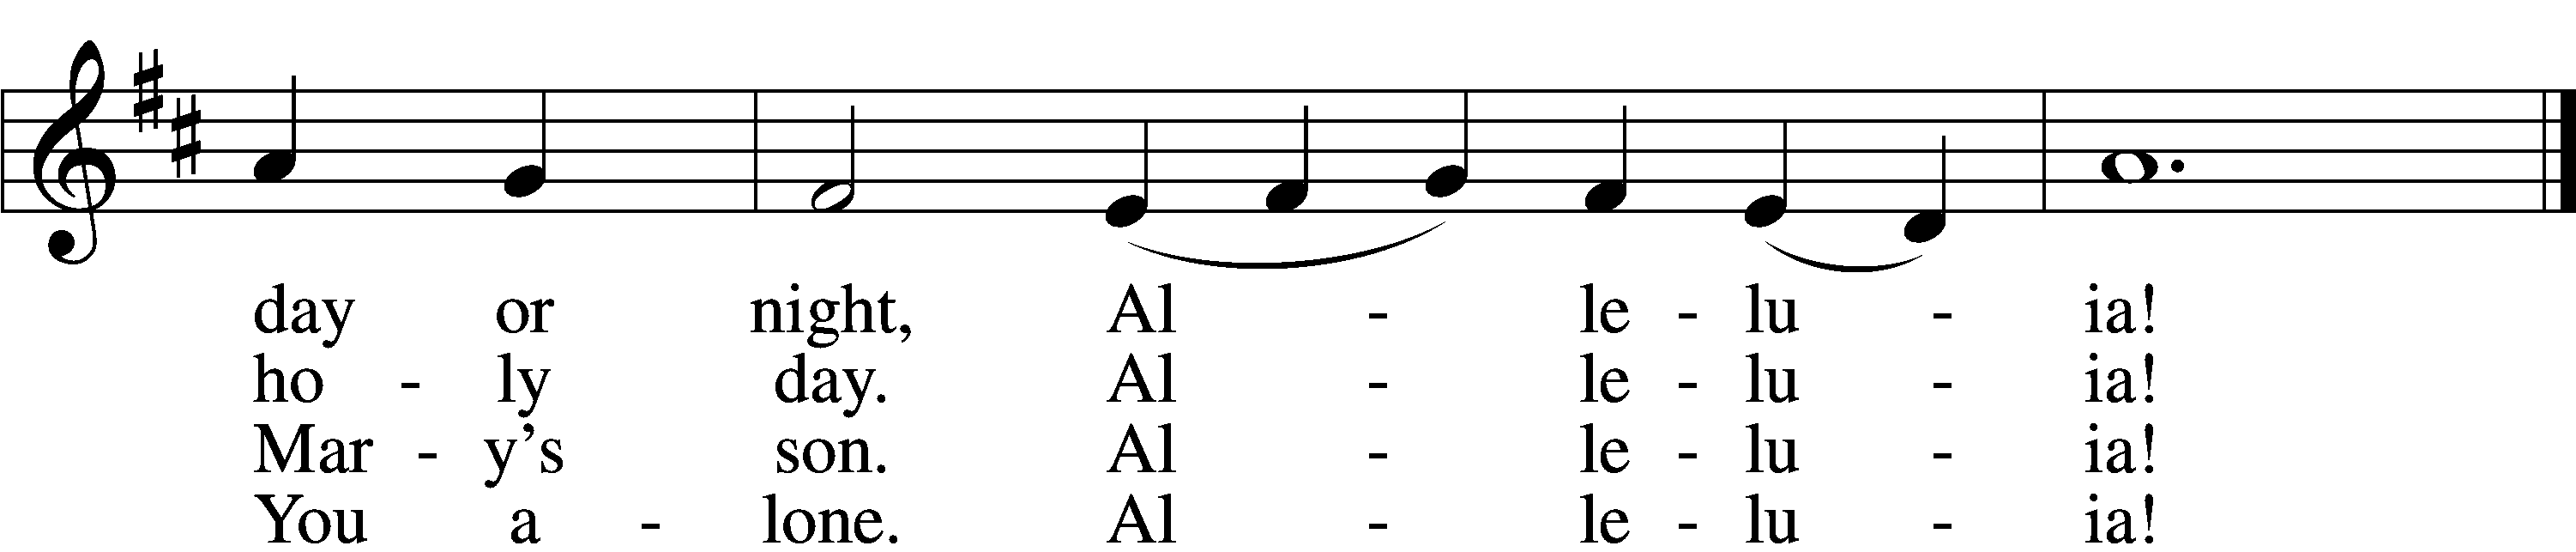 day or night, Al - le - lu - ia!
ho - ly day. Al - le - lu - ia!
Mar - y's son. Al - le - lu - ia!
You a - lone. Al - le - lu - ia!